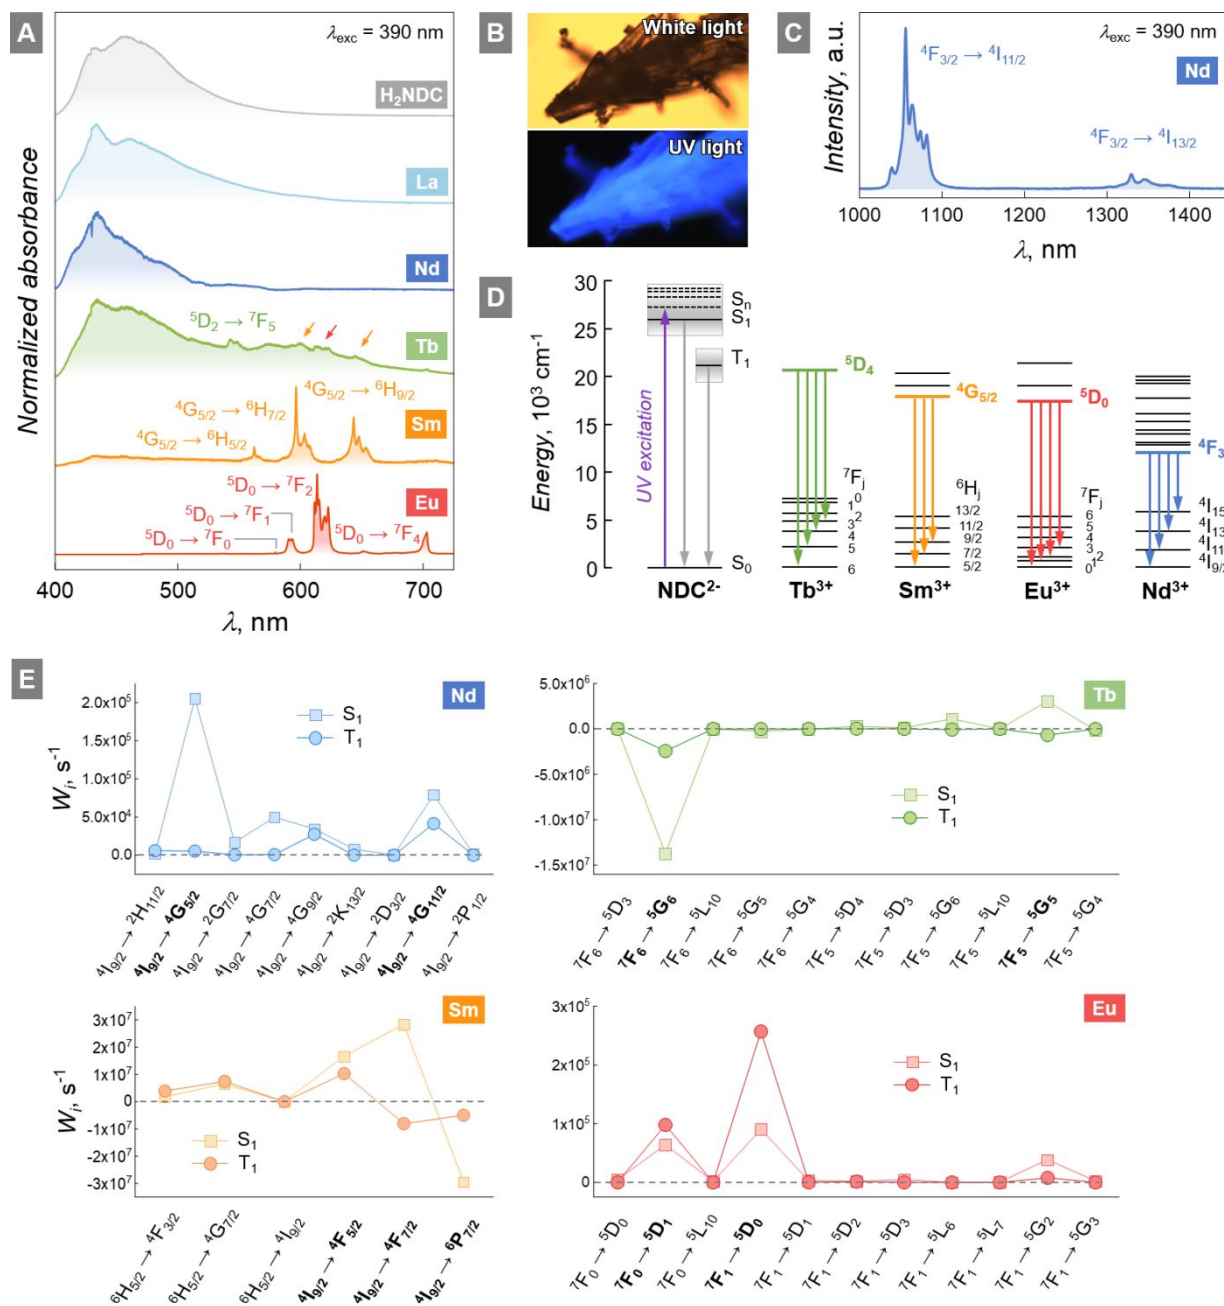 A
λexc = 390 nm
H₂NDC
La
Nd
Tb
⁵D₂ → ⁷F₅
Sm
⁴G₅/₂ → ⁶H₉/₂
⁴G₅/₂ → ⁶H₇/₂
⁴G₅/₂ → ⁶H₅/₂
Eu
⁵D₀ → ⁷F₂
⁵D₀ → ⁷F₁
⁵D₀ → ⁷F₀
⁵D₀ → ⁷F₄
Normalized absorbance
400 500 600 700
λ, nm
B
White light
UV light
C
λexc = 390 nm
Nd
⁴F₃/₂ → ⁴I₁₁/₂
⁴F₃/₂ → ⁴I₁₃/₂
Intensity, a.u.
1000 1100 1200 1300 1400
λ, nm
D
Energy, 10³ cm⁻¹
30
25
20
15
10
5
0
Sₙ
S₁
T₁
S₀
UV excitation
NDC²⁻
⁵D₄
⁷Fⱼ
0
1
2
3
4
5
6
Tb³⁺
⁴G₅/₂
⁶Hⱼ
13/2
11/2
9/2
7/2
5/2
Sm³⁺
⁵D₀
⁷Fⱼ
6
5
4
3
2
1
0
Eu³⁺
⁴F₃
⁴I₁₅
⁴I₁₃
⁴I₁₁
⁴I₉/₂
Nd³⁺
E
Nd
S₁
T₁
Wᵢ, s⁻¹
2.0x10⁵
1.5x10⁵
1.0x10⁵
5.0x10⁴
0.0
⁴I₉/₂ → ²H₁₁/₂
⁴I₉/₂ → ⁴G₅/₂
⁴I₉/₂ → ²G₇/₂
⁴I₉/₂ → ⁴G₇/₂
⁴I₉/₂ → ⁴G₉/₂
⁴I₉/₂ → ²K₁₃/₂
⁴I₉/₂ → ²D₃/₂
⁴I₉/₂ → ⁴G₁₁/₂
⁴I₉/₂ → ²P₁/₂
Tb
S₁
T₁
5.0x10⁶
0.0
-5.0x10⁶
-1.0x10⁷
-1.5x10⁷
⁷F₆ → ⁵D₃
⁷F₆ → ⁵G₆
⁷F₆ → ⁵L₁₀
⁷F₆ → ⁵G₅
⁷F₆ → ⁵G₄
⁷F₅ → ⁵D₄
⁷F₅ → ⁵D₃
⁷F₅ → ⁵G₆
⁷F₅ → ⁵L₁₀
⁷F₅ → ⁵G₅
⁷F₅ → ⁵G₄
Sm
S₁
T₁
Wᵢ, s⁻¹
3x10⁷
2x10⁷
1x10⁷
0
-1x10⁷
-2x10⁷
-3x10⁷
⁶H₅/₂ → ⁴F₃/₂
⁶H₅/₂ → ⁴G₇/₂
⁶H₅/₂ → ⁴I₉/₂
⁴I₉/₂ → ⁴F₅/₂
⁴I₉/₂ → ⁴F₇/₂
⁴I₉/₂ → ⁶P₇/₂
Eu
S₁
T₁
3x10⁵
2x10⁵
1x10⁵
0
⁷F₀ → ⁵D₀
⁷F₀ → ⁵D₁
⁷F₀ → ⁵L₁₀
⁷F₁ → ⁵D₀
⁷F₁ → ⁵D₁
⁷F₁ → ⁵D₂
⁷F₁ → ⁵D₃
⁷F₁ → ⁵L₆
⁷F₁ → ⁵L₇
⁷F₁ → ⁵G₂
⁷F₁ → ⁵G₃